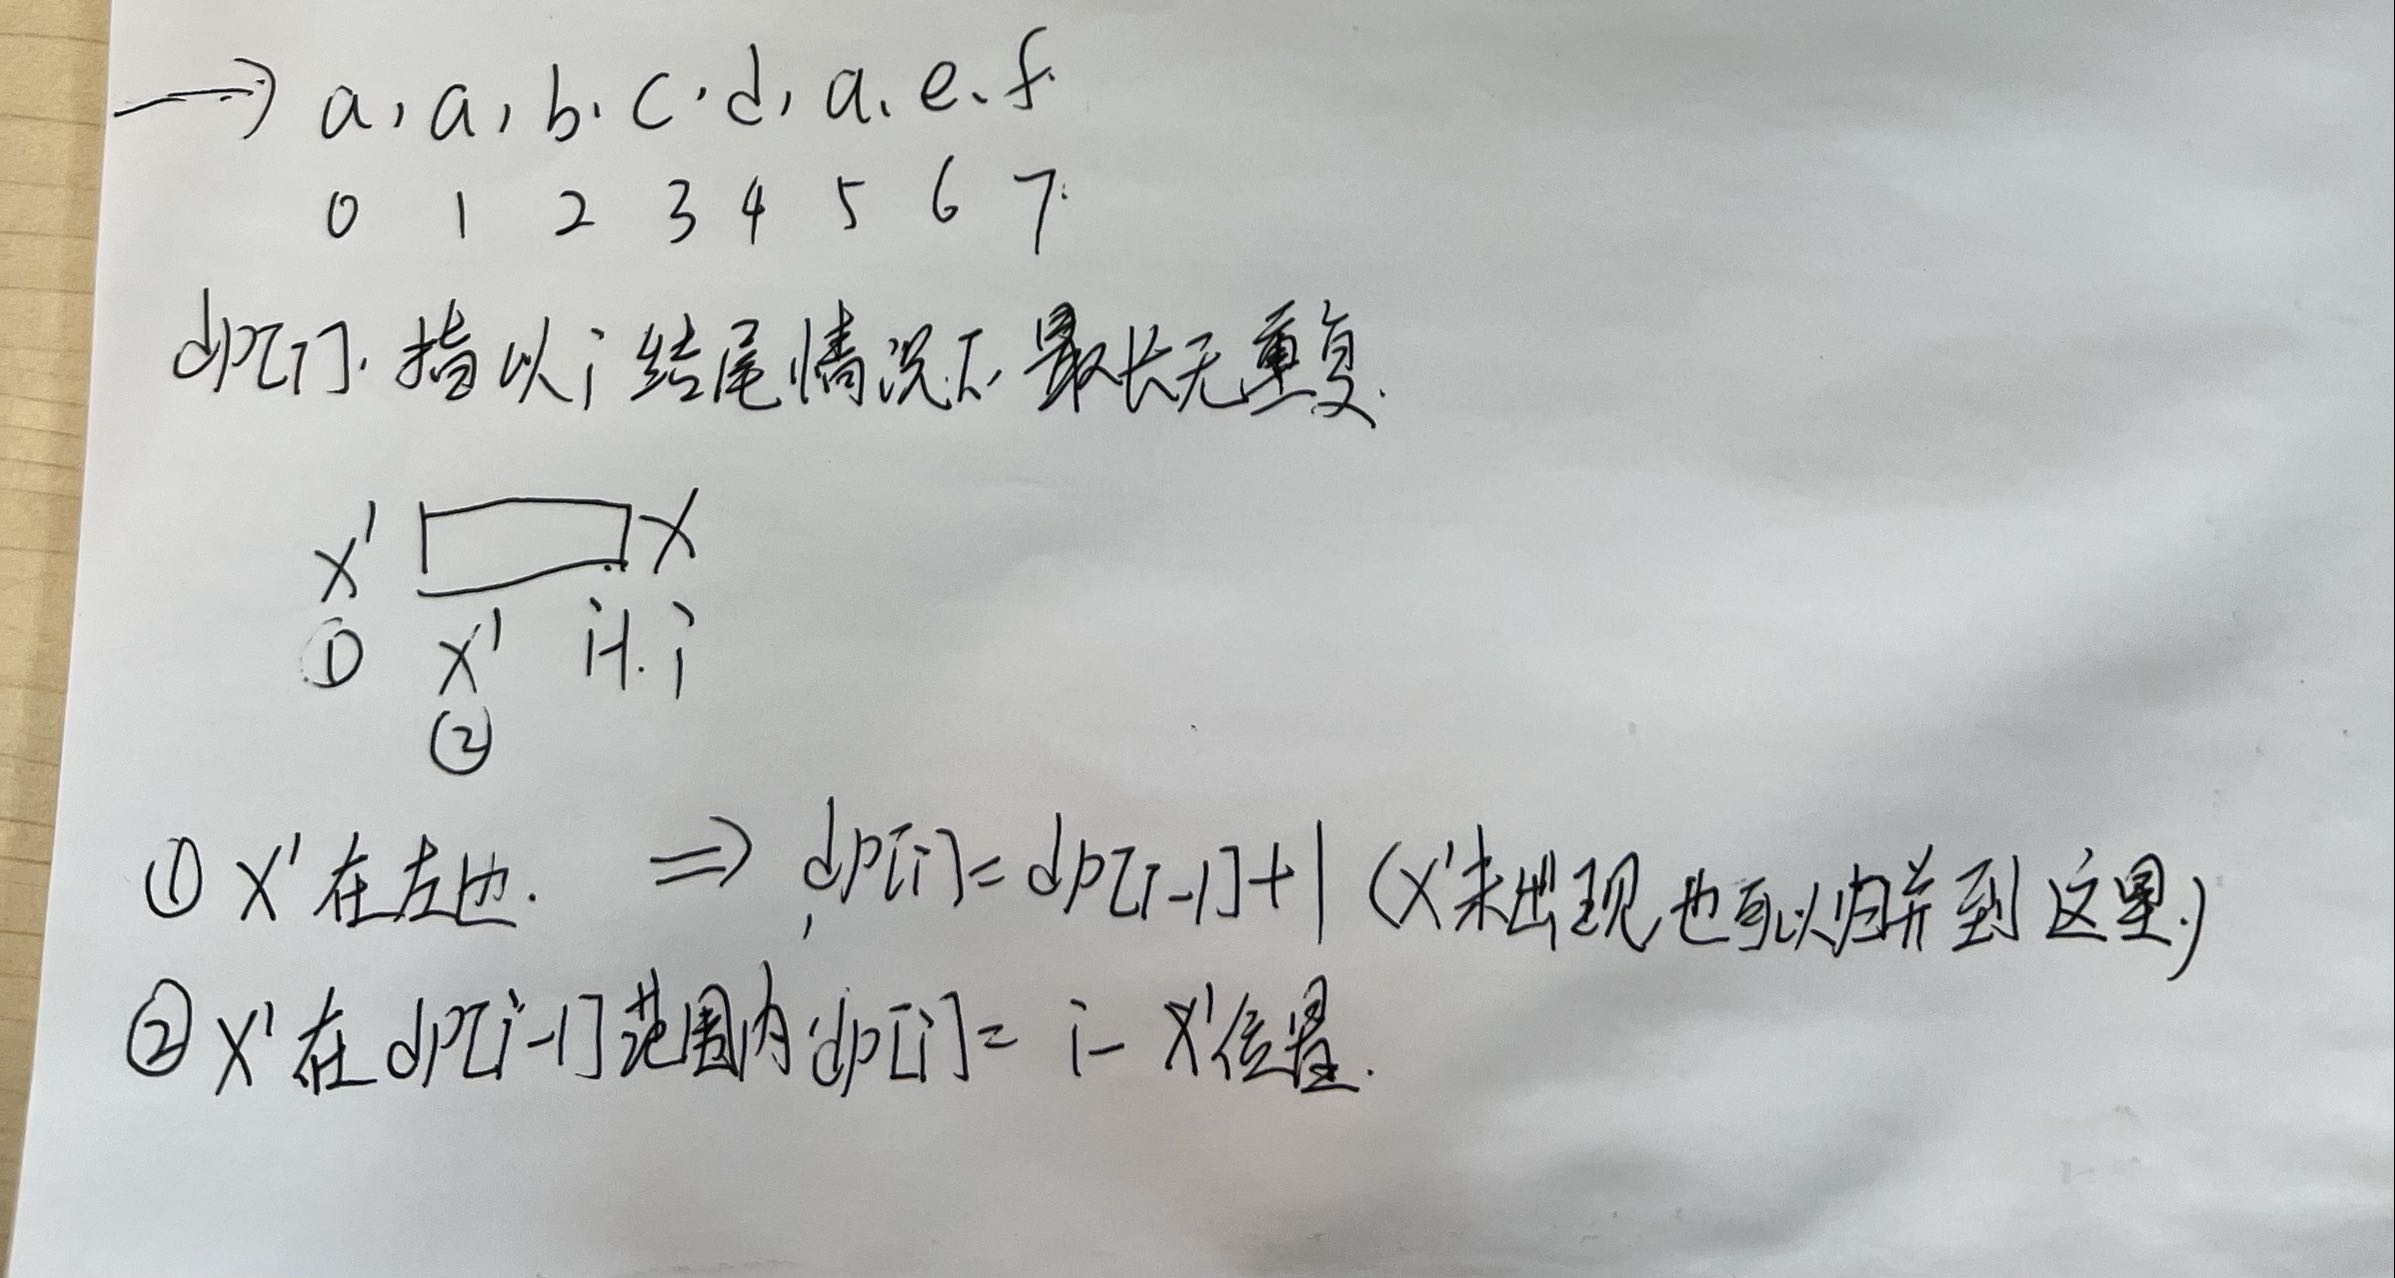 → a, a, b, c, d, a, e, f.
0 1 2 3 4 5 6 7
dp[i]. 指以i结尾情况下 最长无重复.
x' x
① x' i-1. i
②
① x' 在左边. ⇒ dp[i] = dp[i-1]+1 (x'未出现也可以归并到这里.)
② x' 在 dp[i-1] 范围内 dp[i] = i - x'位置.